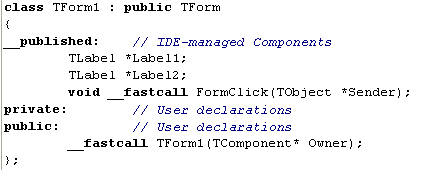 class TForm1 : public TForm
{
__published:    // IDE-managed Components
        TLabel *Label1;
        TLabel *Label2;
        void __fastcall FormClick(TObject *Sender);
private:        // User declarations
public:         // User declarations
        __fastcall TForm1(TComponent* Owner);
};